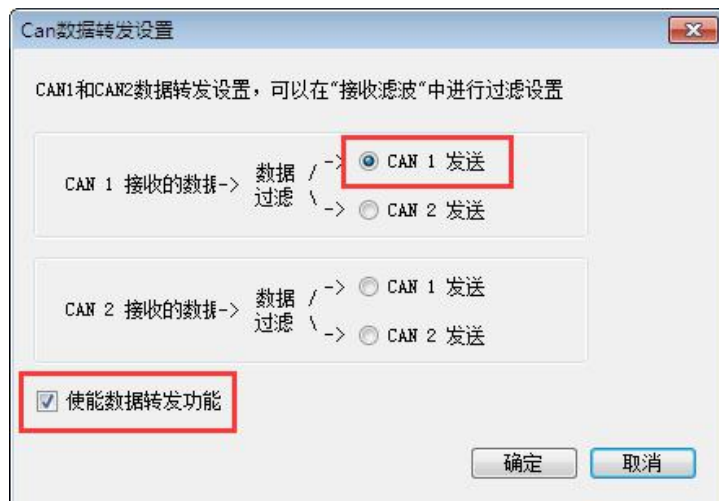 Can数据转发设置
CAN1和CAN2数据转发设置，可以在"接收滤波"中进行过滤设置
CAN 1 接收的数据->
数据
过滤
/ -> CAN 1 发送
\ -> CAN 2 发送
CAN 2 接收的数据->
数据
过滤
/ -> CAN 1 发送
\ -> CAN 2 发送
使能数据转发功能
确定
取消